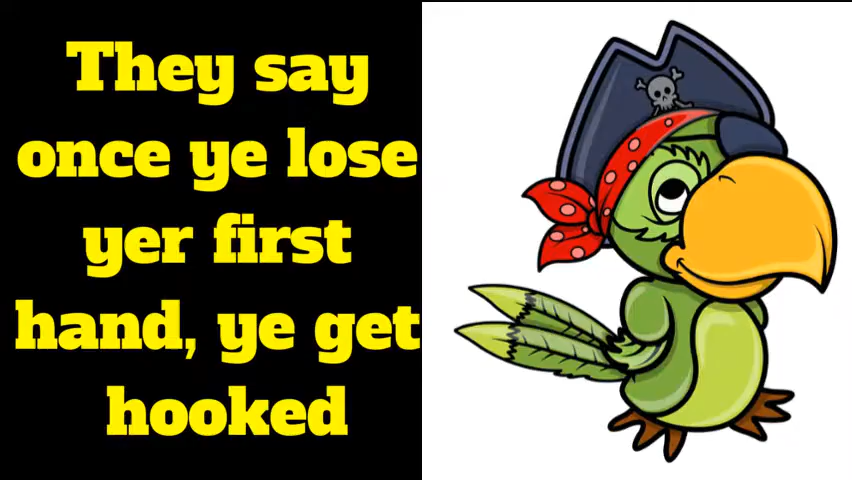 They say
once ye lose
yer first
hand, ye get
hooked